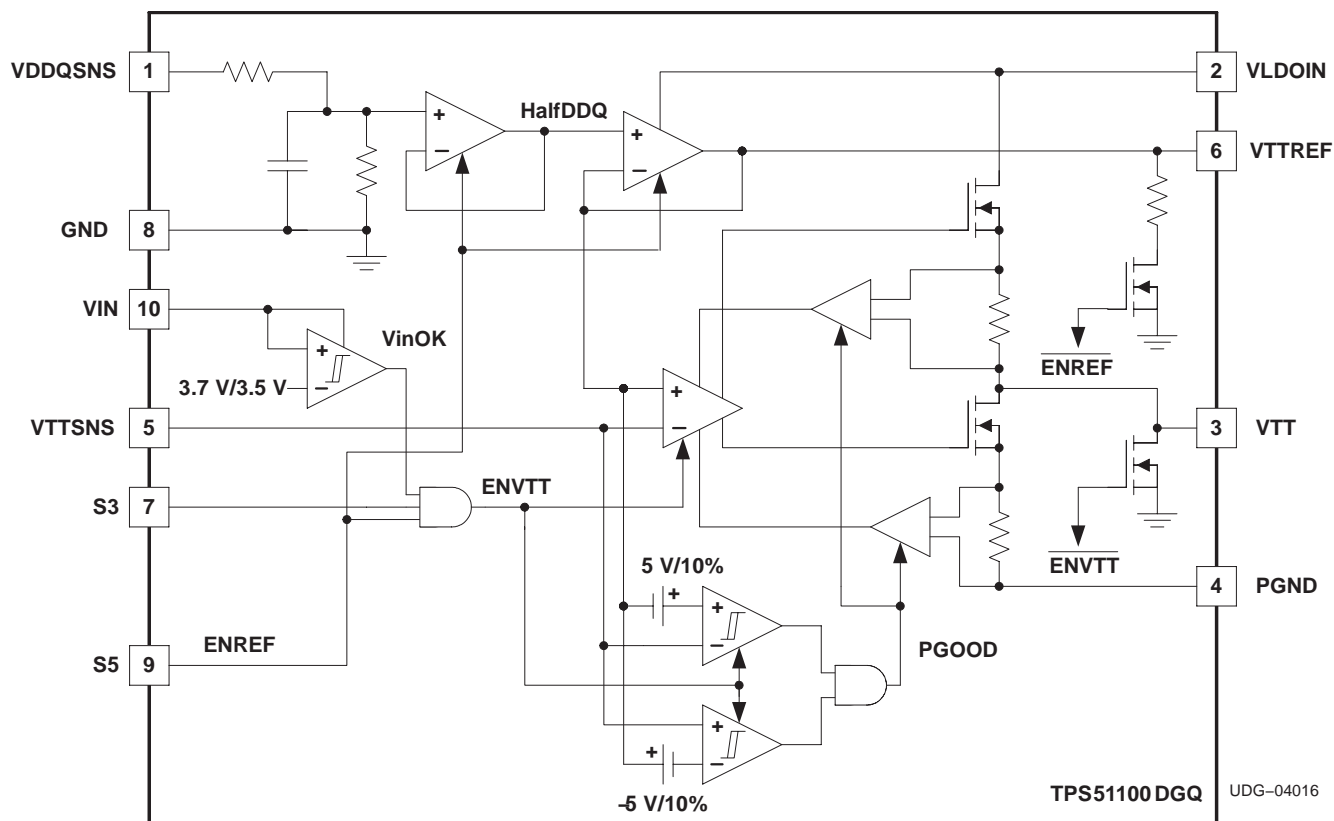 VDDQSNS 1
2 VLDOIN
+
HalfDDQ
+
−
−
6 VTTREF
GND 8
VIN 10
VinOK
+
3.7 V/3.5 V −
ENREF
+
VTTSNS 5
−
3 VTT
S3 7
ENVTT
ENVTT
5 V/10%
+
+
4 PGND
S5 9
ENREF
−
PGOOD
+
+
−
–5 V/10%
TPS51100 DGQ
UDG–04016